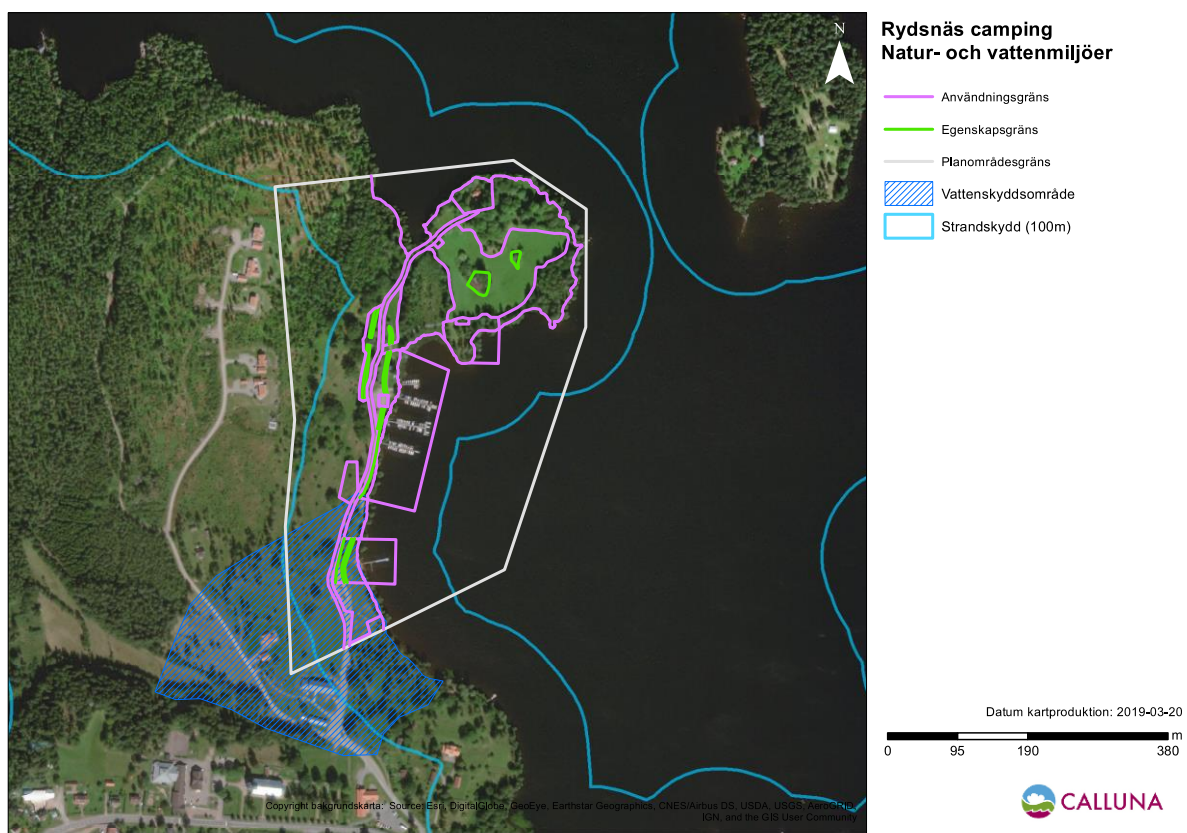 Rydsnäs camping
Natur- och vattenmiljöer
N
Användningsgräns
Egenskapsgräns
Planområdesgräns
Vattenskyddsområde
Strandskydd (100m)
Datum kartproduktion: 2019-03-20
m
0 95 190 380
CALLUNA
Copyright bakgrundskarta: Source: Esri, DigitalGlobe, GeoEye, Earthstar Geographics, CNES/Airbus DS, USDA, USGS, AeroGRID,
IGN, and the GIS User Community